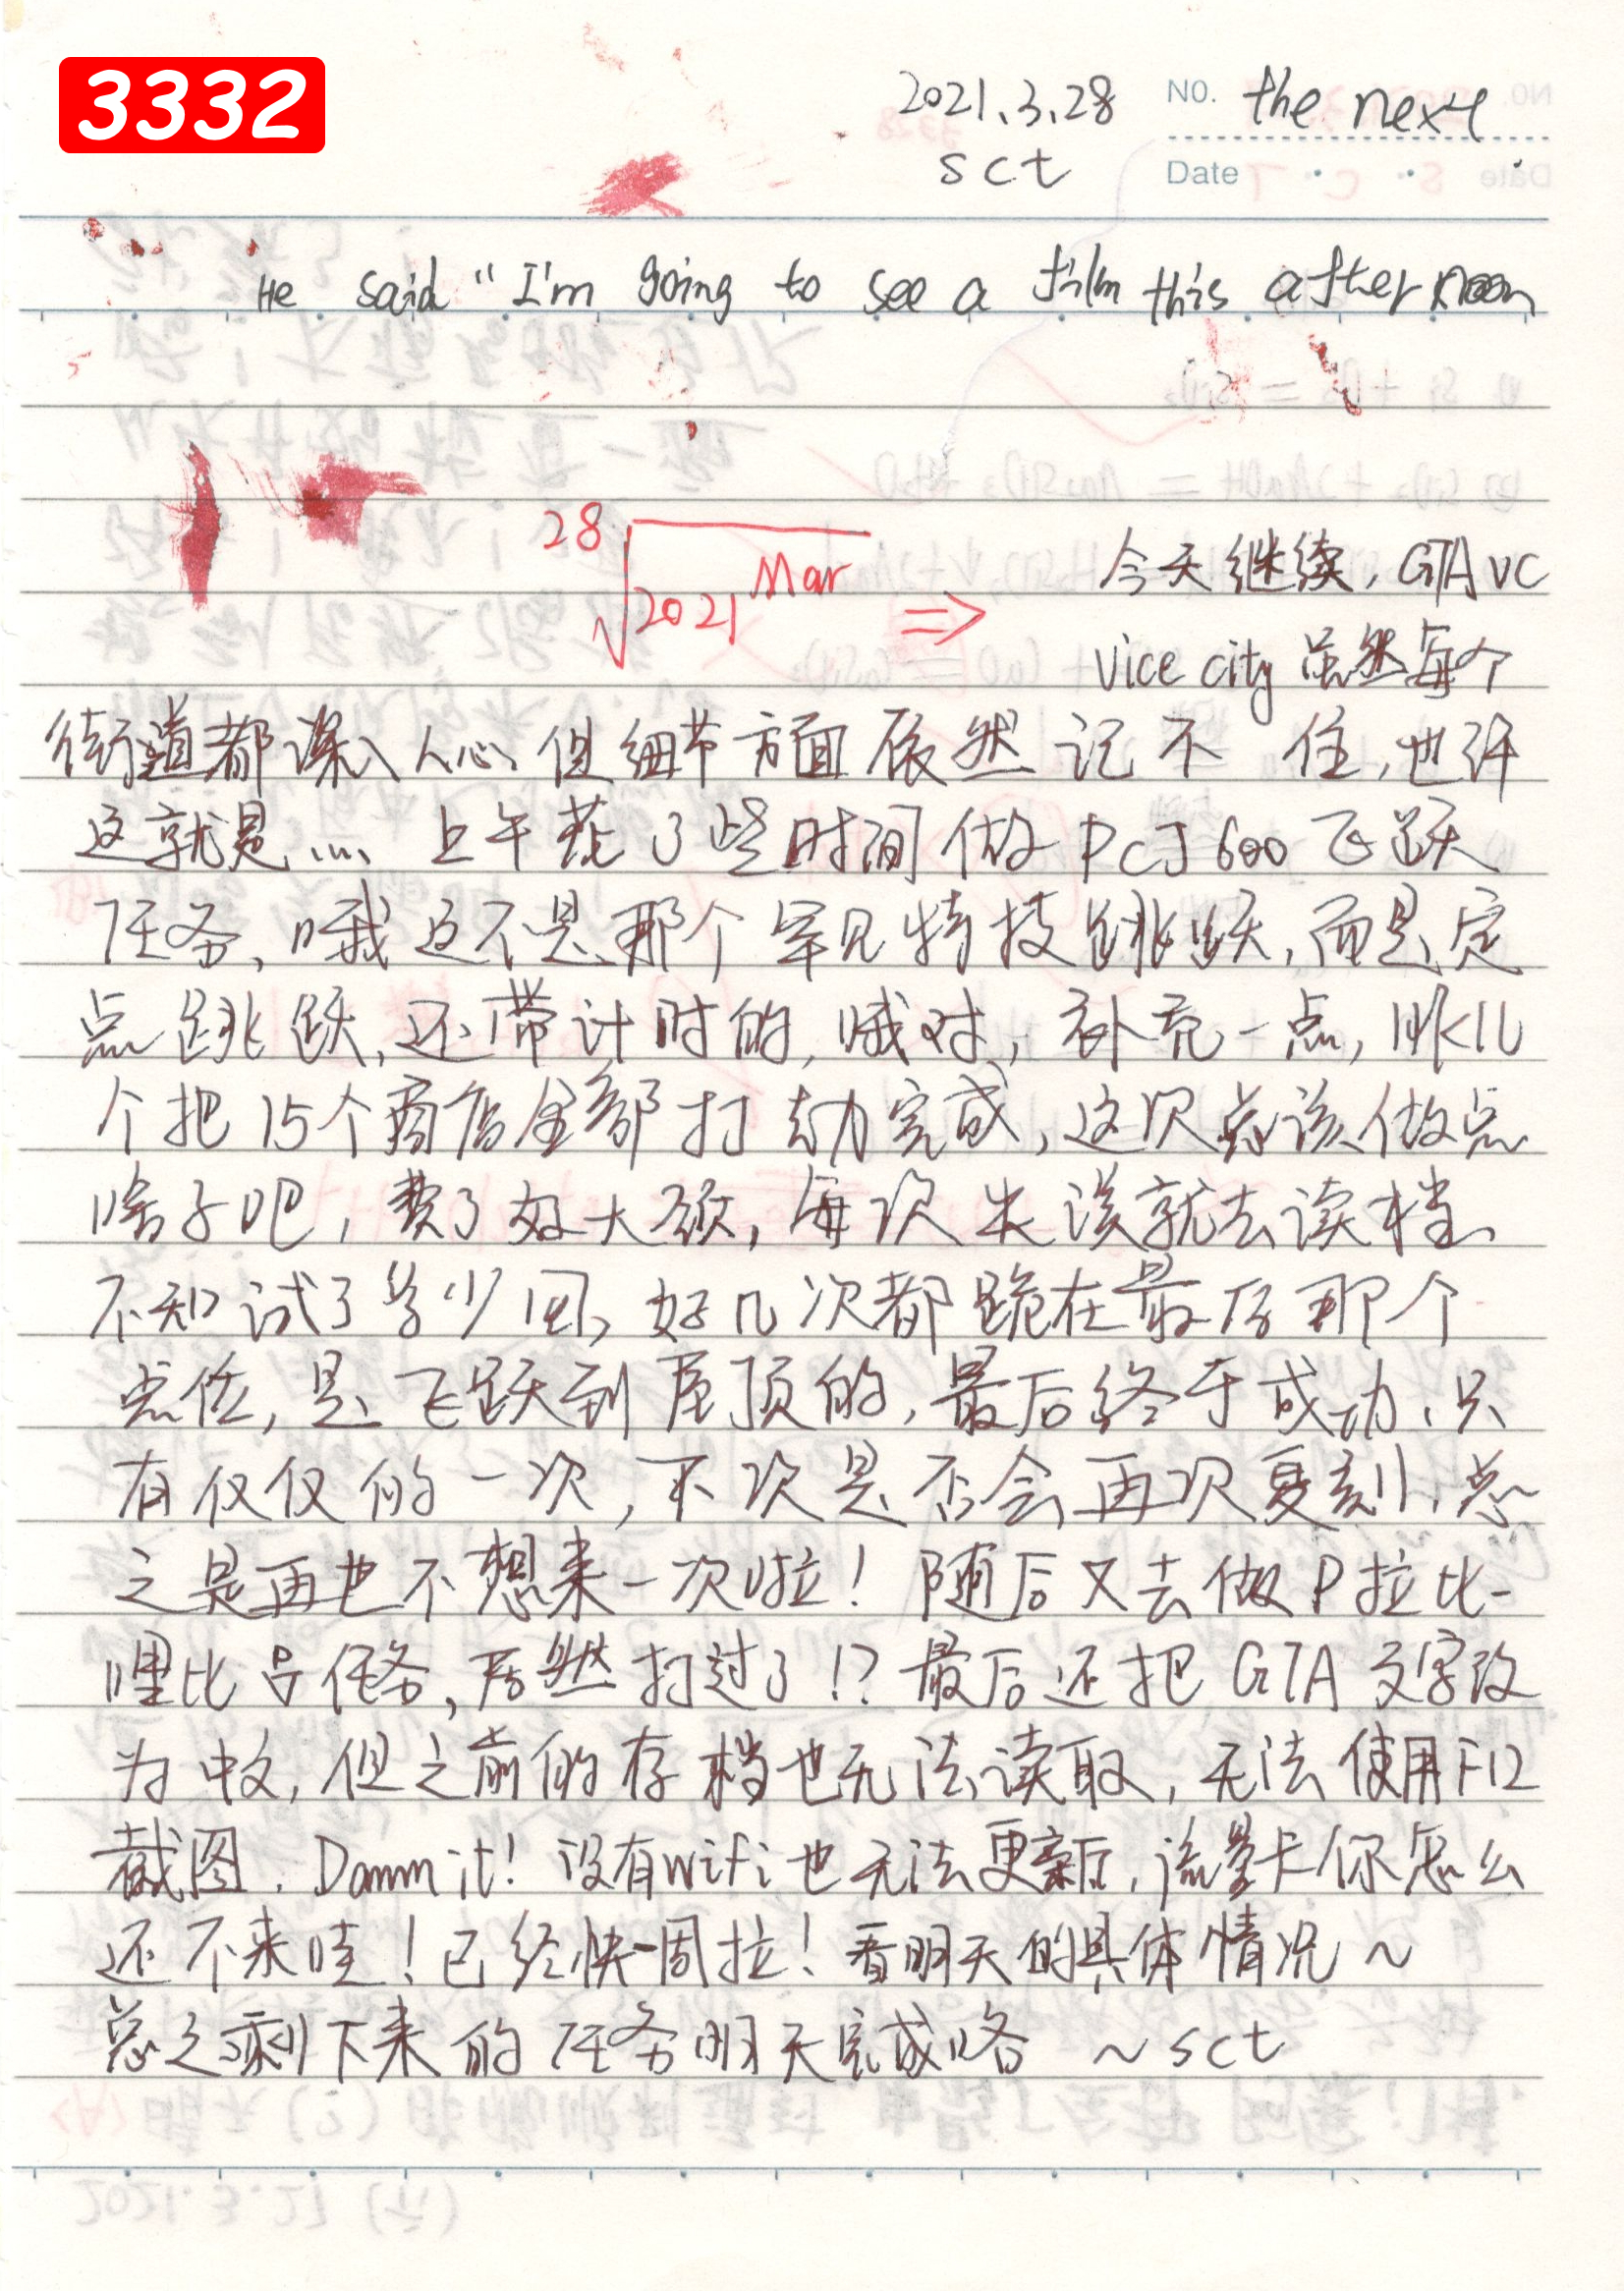 3332
2021.3.28 NO. the next
sct Date
He said "I'm going to see a film this afternoon
28 2021 Mar ⇒ 今天继续, GTA VC
Vice city 虽然每个
街道都深入人心、但细节方面依然记不住,也许
这就是…… 上午花了些时间做PCJ600飞跃
任务、哦这不是那个罕见特技跳跃,而是定
点跳跃,还带计时的,哦对,补充一点,昨儿
个把15个商店全部打劫完成,这次应该做点
啥子吧,费了好大劲,每次失误就去读档、
不知试了多少回、好几次都跪在最后那个
点位,是飞跃到屋顶的,最后终于成功、只
有仅仅的一次,下次是否会再次复刻、总
之是再也不想来一次啦! 随后又去做P拉比-
哩比 任务,居然打过了!? 最后还把GTA文字改
为中文,但之前的存档也无法读取,无法使用F12
截图. Damm it! 没有wifi也无法更新,流量卡你怎么
还不来哇! 已经快一周拉! 看明天的具体情况~
总之剩下来的任务明天完成咯 ~sct